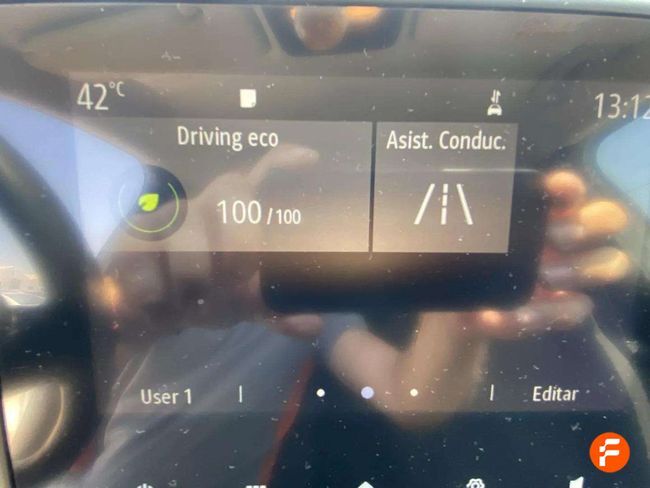 42°C
13:12
Driving eco
Asist. Conduc.
100/100
User 1
Editar